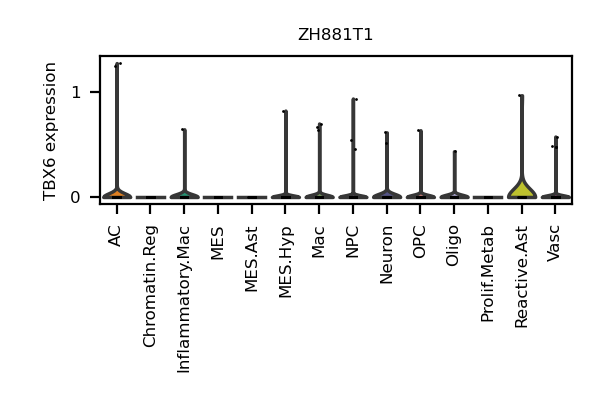 ZH881T1
TBX6 expression
1
0
AC
Chromatin.Reg
Inflammatory.Mac
MES
MES.Ast
MES.Hyp
Mac
NPC
Neuron
OPC
Oligo
Prolif.Metab
Reactive.Ast
Vasc